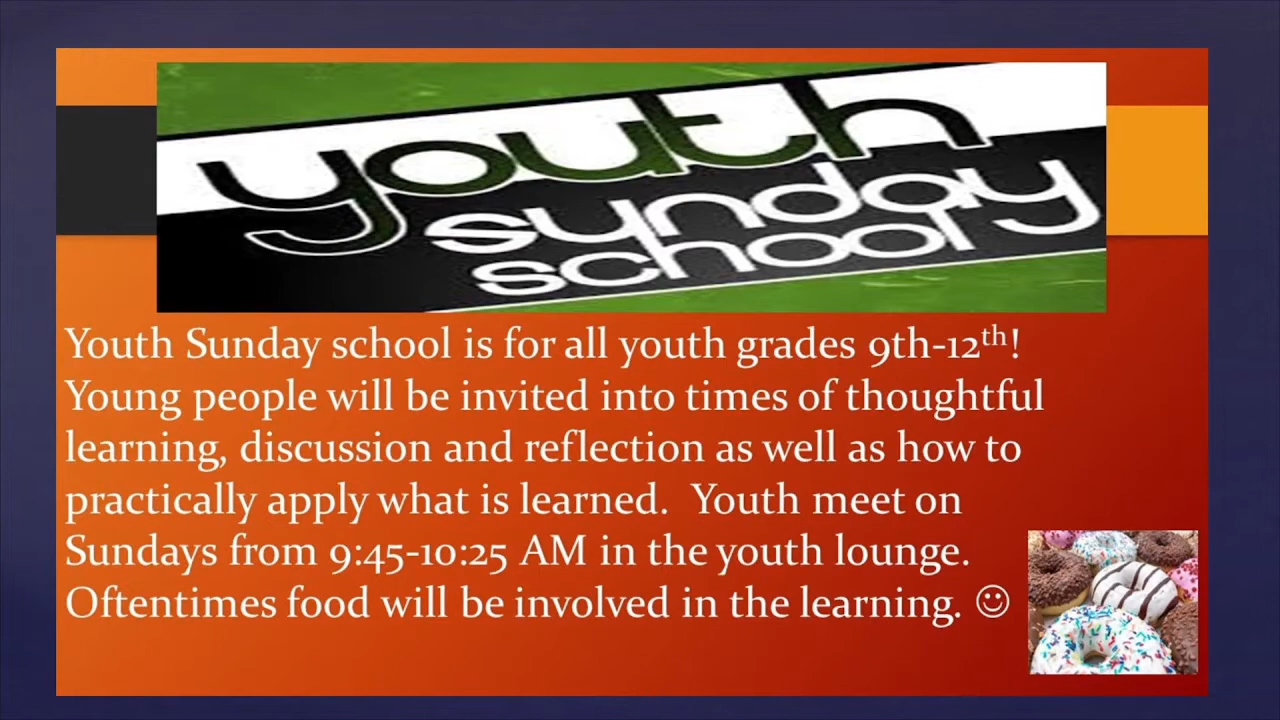 youth
sunday
school
Youth Sunday school is for all youth grades 9th-12th!
Young people will be invited into times of thoughtful
learning, discussion and reflection as well as how to
practically apply what is learned.  Youth meet on
Sundays from 9:45-10:25 AM in the youth lounge.
Oftentimes food will be involved in the learning. ☺